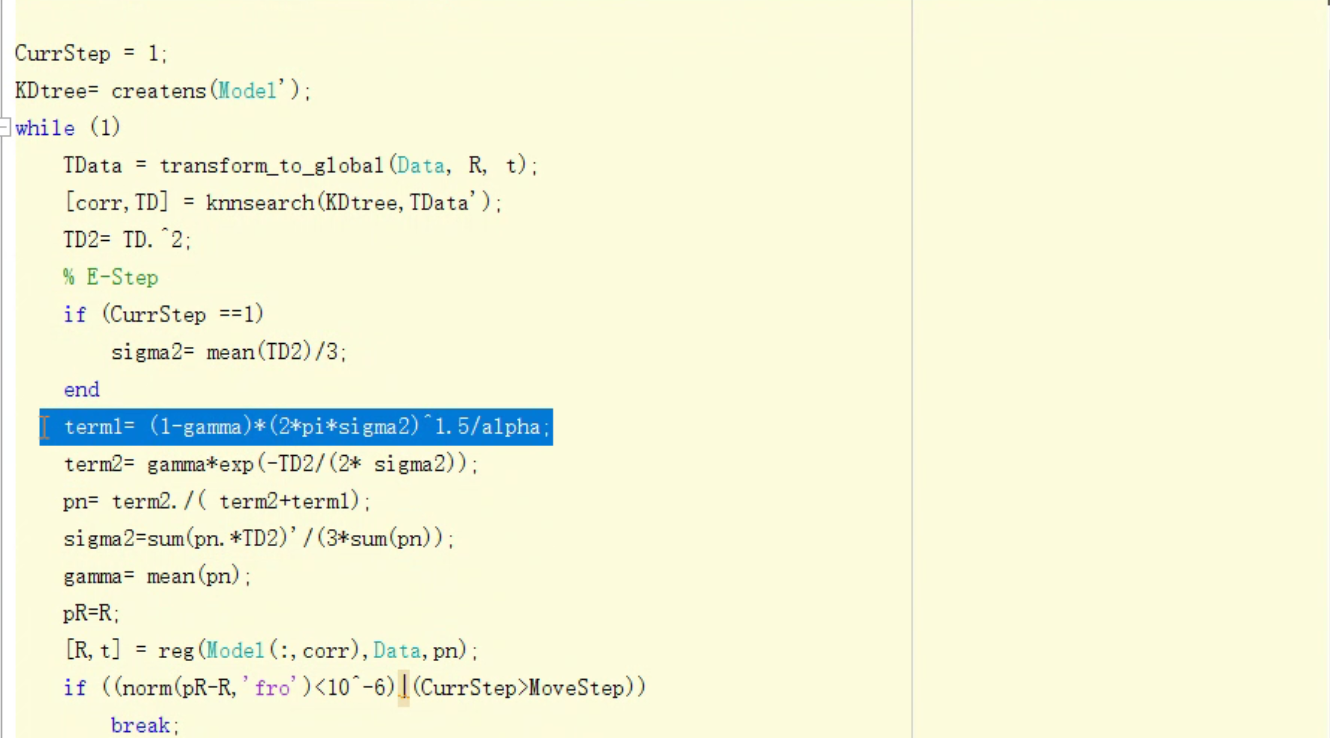 CurrStep = 1;
KDtree= createns(Model');
while (1)
TData = transform_to_global(Data, R, t);
[corr,TD] = knnsearch(KDtree,TData');
TD2= TD.^2;
% E-Step
if (CurrStep ==1)
sigma2= mean(TD2)/3;
end
term1= (1-gamma)*(2*pi*sigma2)^1.5/alpha;
term2= gamma*exp(-TD2/(2* sigma2));
pn= term2./( term2+term1);
sigma2=sum(pn.*TD2)'/(3*sum(pn));
gamma= mean(pn);
pR=R;
[R,t] = reg(Model(:,corr),Data,pn);
if ((norm(pR-R,'fro')<10^-6)|(CurrStep>MoveStep))
break;